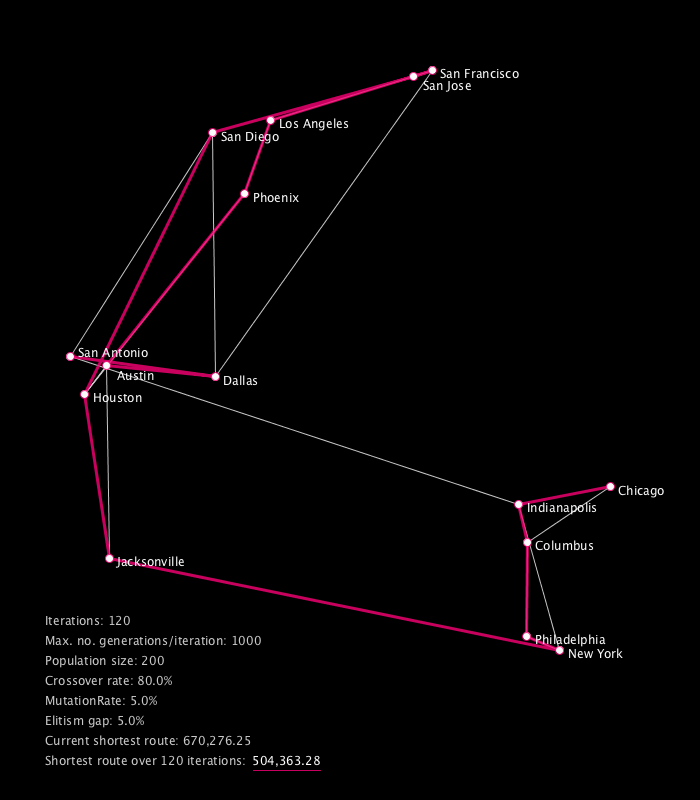 San Francisco
San Jose
Los Angeles
San Diego
Phoenix
San Antonio
Austin
Dallas
Houston
Chicago
Indianapolis
Columbus
Jacksonville
Philadelphia
New York
Iterations: 120
Max. no. generations/iteration: 1000
Population size: 200
Crossover rate: 80.0%
MutationRate: 5.0%
Elitism gap: 5.0%
Current shortest route: 670,276.25
Shortest route over 120 iterations: 504,363.28